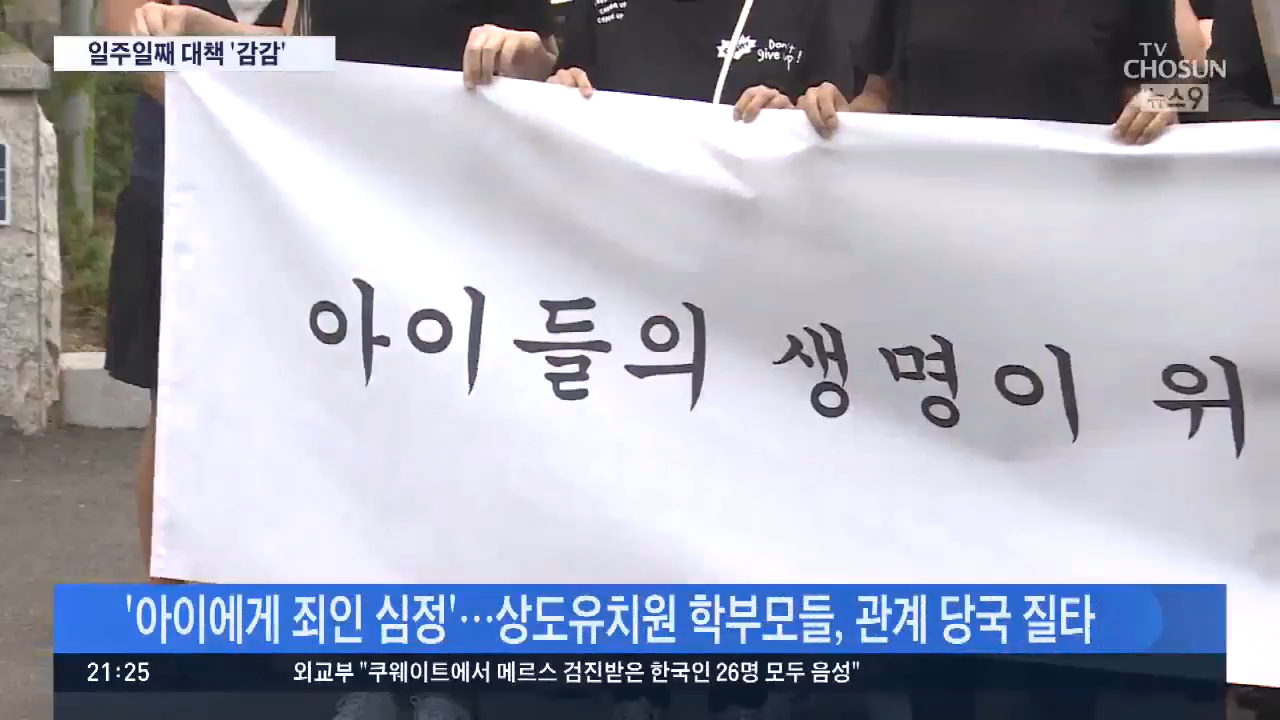 CHEER UP
일주일째 대책 '감감'
Don't
give up!
TV
CHOSUN
뉴스9
아이들의 생명이 위
'아이에게 죄인 심정'…상도유치원 학부모들, 관계 당국 질타
21:25 외교부 "쿠웨이트에서 메르스 검진받은 한국인 26명 모두 음성"